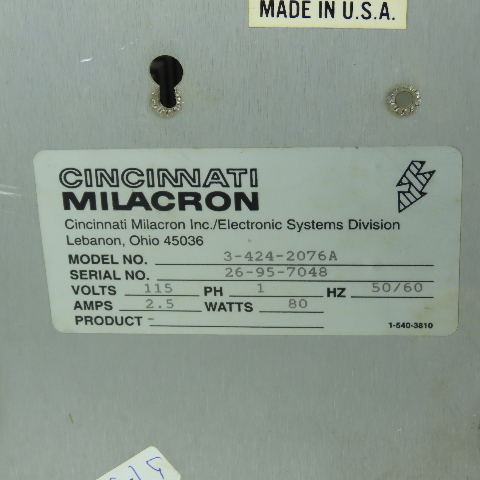 MADE IN U.S.A.
CINCINNATI
MILACRON
Cincinnati Milacron Inc./Electronic Systems Division
Lebanon, Ohio 45036
MODEL NO. 3-424-2076A
SERIAL NO. 26-95-7048
VOLTS 115 PH 1 HZ 50/60
AMPS 2.5 WATTS 80
PRODUCT -
1-540-3810